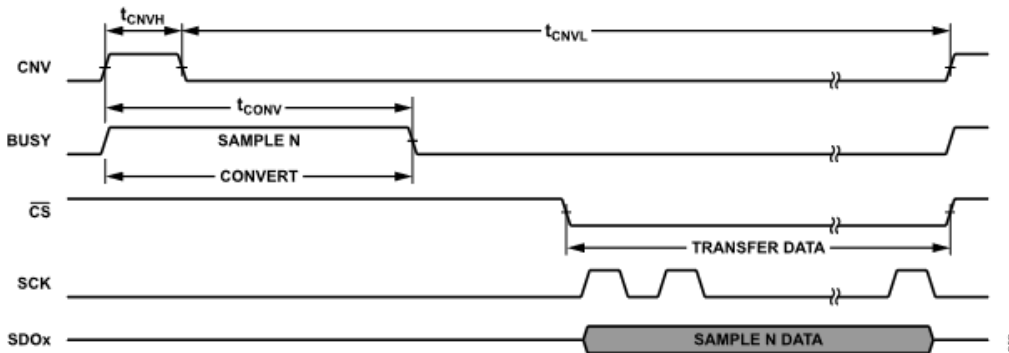 tCNVH
tCNVL
CNV
tCONV
BUSY
SAMPLE N
CONVERT
CS
TRANSFER DATA
SCK
SDOx
SAMPLE N DATA